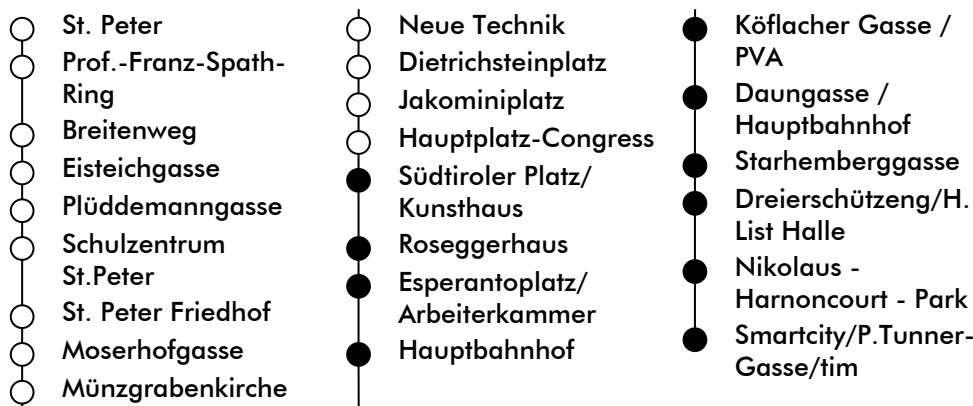 St. Peter
Prof.-Franz-Spath-
Ring
Breitenweg
Eisteichgasse
Plüddemanngasse
Schulzentrum
St.Peter
St. Peter Friedhof
Moserhofgasse
Münzgrabenkirche
Neue Technik
Dietrichsteinplatz
Jakominiplatz
Hauptplatz-Congress
Südtiroler Platz/
Kunsthaus
Roseggerhaus
Esperantoplatz/
Arbeiterkammer
Hauptbahnhof
Köflacher Gasse /
PVA
Daungasse /
Hauptbahnhof
Starhemberggasse
Dreierschützeng/H.
List Halle
Nikolaus -
Harnoncourt - Park
Smartcity/P.Tunner-
Gasse/tim